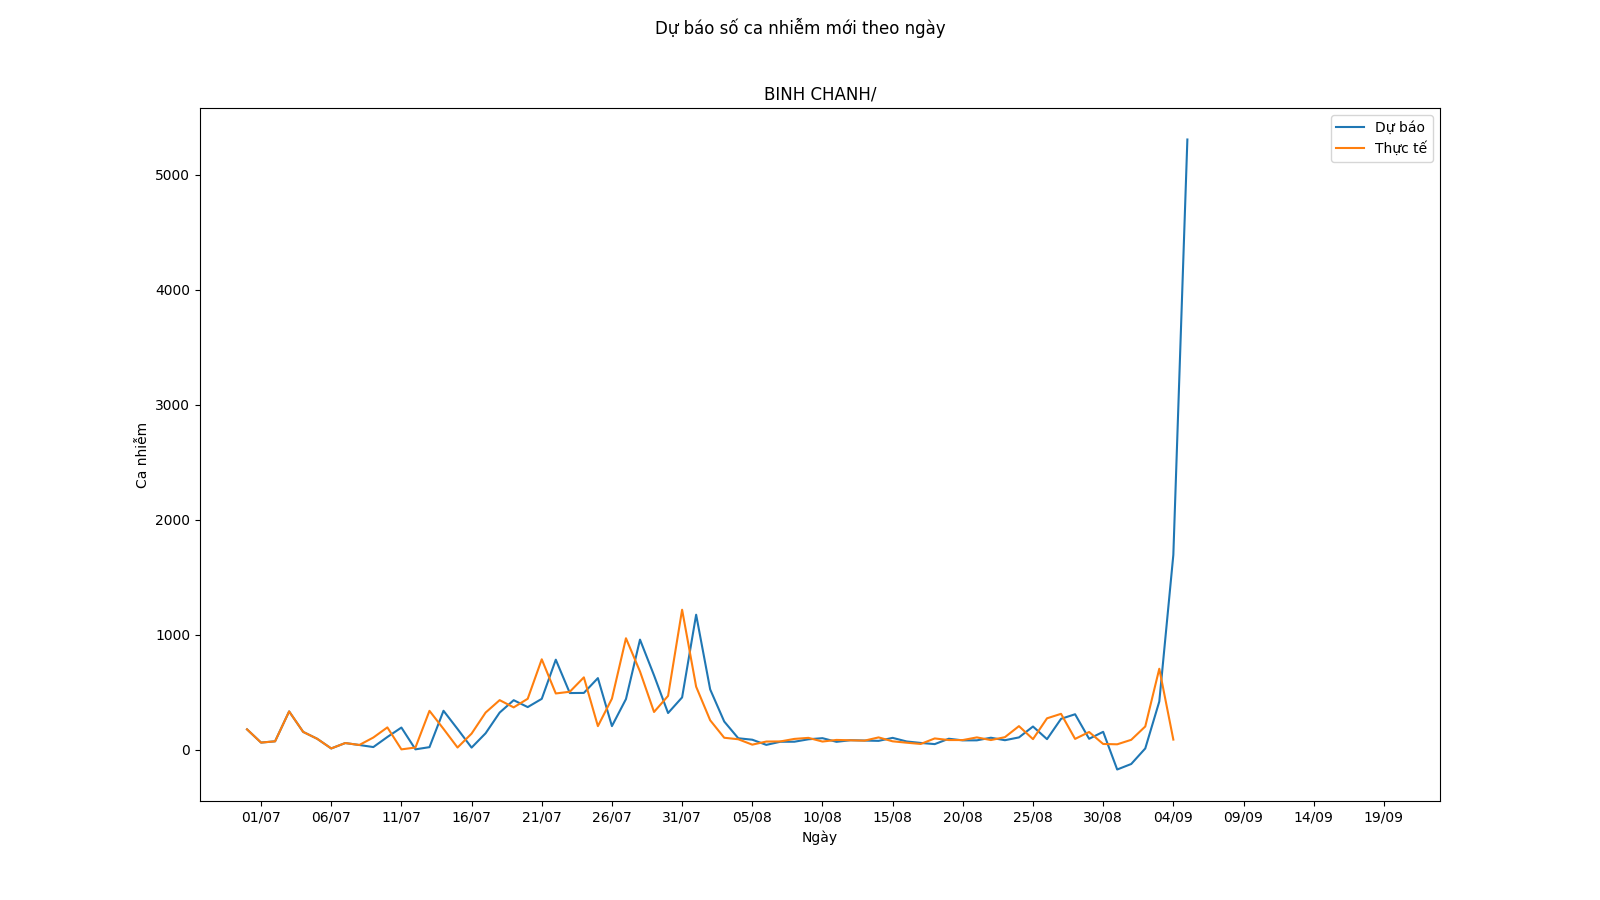 Dự báo số ca nhiễm mới theo ngày
BINH CHANH/
Dự báo
Thực tế
5000
4000
3000
2000
1000
0
Ca nhiễm
01/07 06/07 11/07 16/07 21/07 26/07 31/07 05/08 10/08 15/08 20/08 25/08 30/08 04/09 09/09 14/09 19/09
Ngày